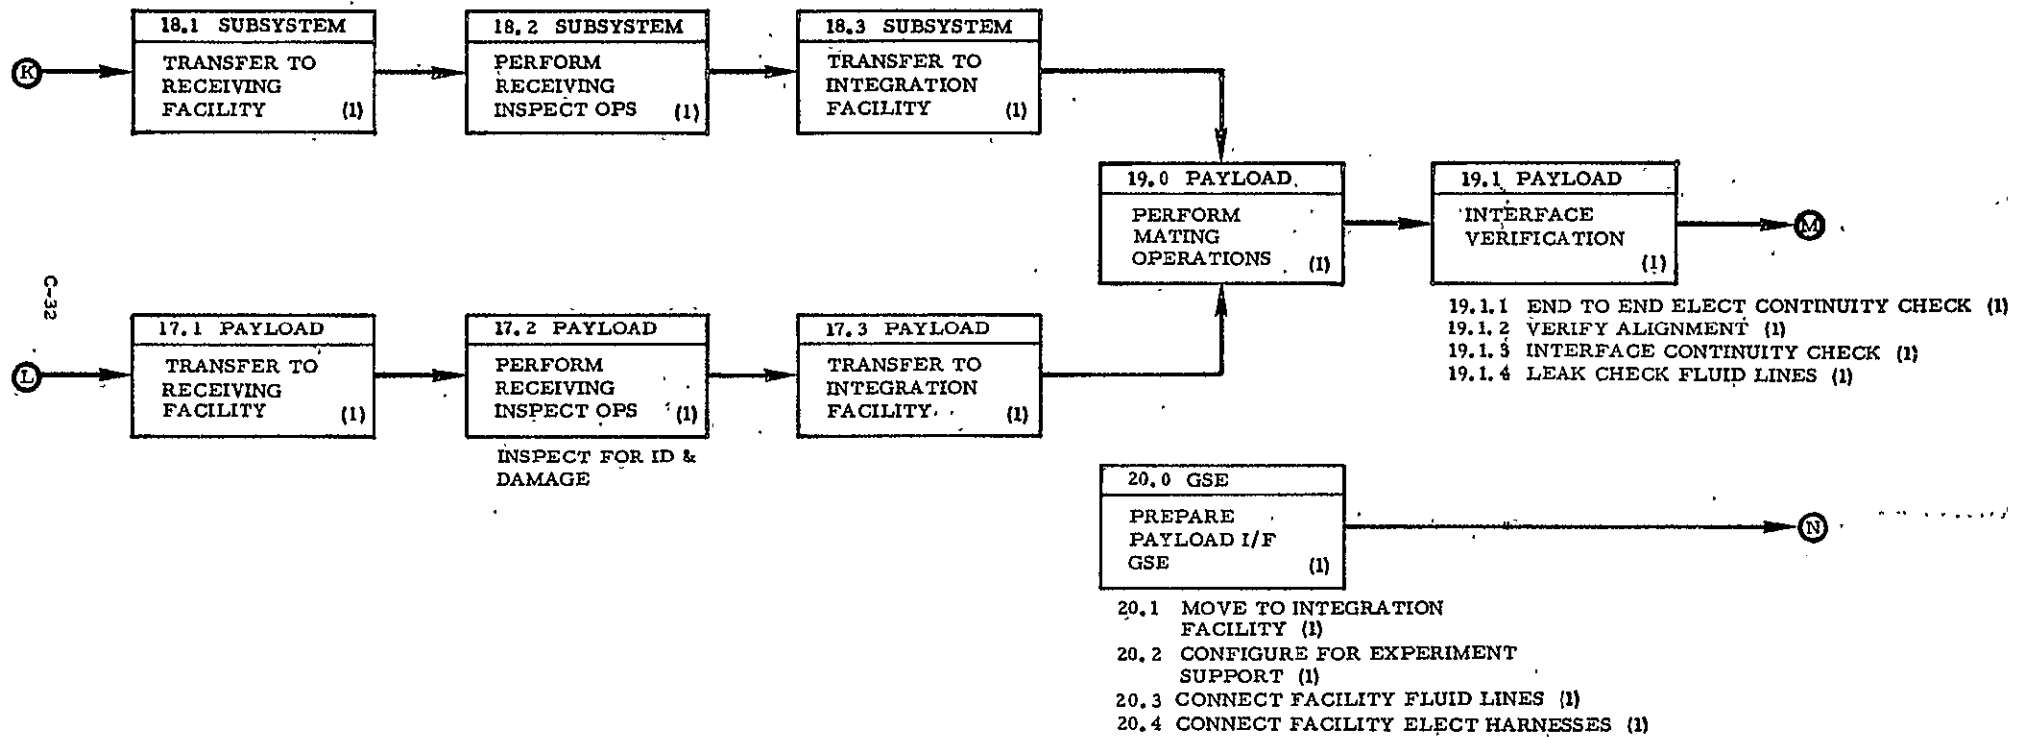 K
18.1 SUBSYSTEM
TRANSFER TO
RECEIVING
FACILITY (1)
18.2 SUBSYSTEM
PERFORM
RECEIVING
INSPECT OPS (1)
18.3 SUBSYSTEM
TRANSFER TO
INTEGRATION
FACILITY (1)
19.0 PAYLOAD
PERFORM
MATING
OPERATIONS (1)
19.1 PAYLOAD
INTERFACE
VERIFICATION
(1)
M
19.1.1 END TO END ELECT CONTINUITY CHECK (1)
19.1.2 VERIFY ALIGNMENT (1)
19.1.3 INTERFACE CONTINUITY CHECK (1)
19.1.4 LEAK CHECK FLUID LINES (1)
C-32
L
17.1 PAYLOAD
TRANSFER TO
RECEIVING
FACILITY (1)
17.2 PAYLOAD
PERFORM
RECEIVING
INSPECT OPS (1)
INSPECT FOR ID &
DAMAGE
17.3 PAYLOAD
TRANSFER TO
INTEGRATION
FACILITY (1)
20.0 GSE
PREPARE
PAYLOAD I/F
GSE (1)
N
20.1 MOVE TO INTEGRATION
FACILITY (1)
20.2 CONFIGURE FOR EXPERIMENT
SUPPORT (1)
20.3 CONNECT FACILITY FLUID LINES (1)
20.4 CONNECT FACILITY ELECT HARNESSES (1)